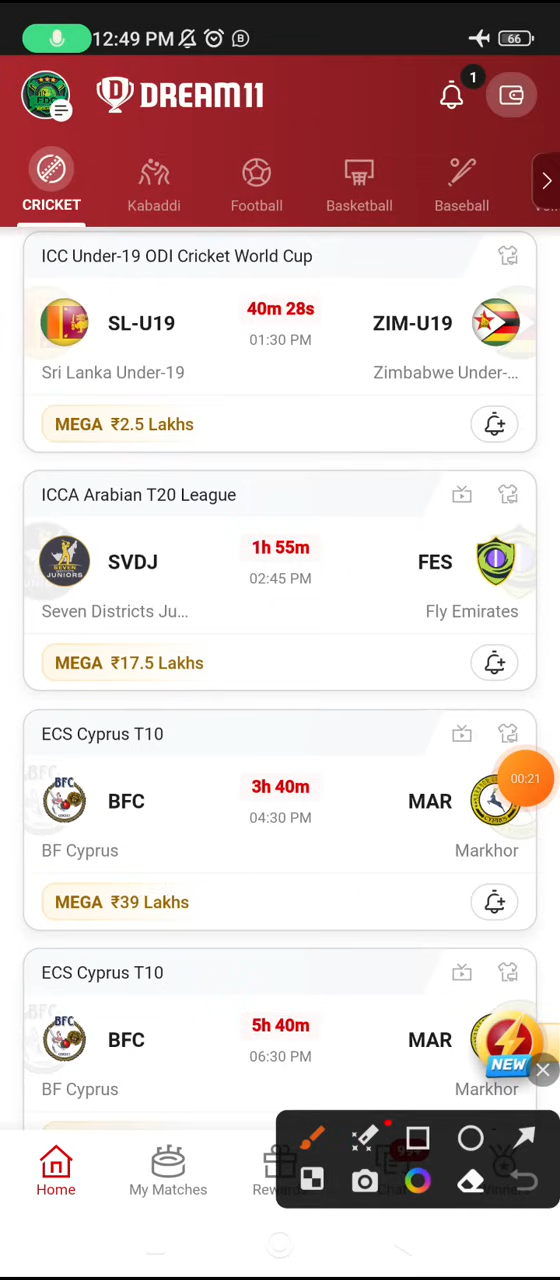 12:49 PM
66
DREAM11
1
CRICKET
Kabaddi
Football
Basketball
Baseball
ICC Under-19 ODI Cricket World Cup
SL-U19
40m 28s
ZIM-U19
01:30 PM
Sri Lanka Under-19
Zimbabwe Under-...
MEGA ₹2.5 Lakhs
ICCA Arabian T20 League
SVDJ
1h 55m
FES
02:45 PM
Seven Districts Ju...
Fly Emirates
MEGA ₹17.5 Lakhs
ECS Cyprus T10
BFC
BFC
3h 40m
MAR
00:21
04:30 PM
BF Cyprus
Markhor
MEGA ₹39 Lakhs
ECS Cyprus T10
BFC
BFC
5h 40m
MAR
06:30 PM
NEW
BF Cyprus
Markhor
Home
My Matches